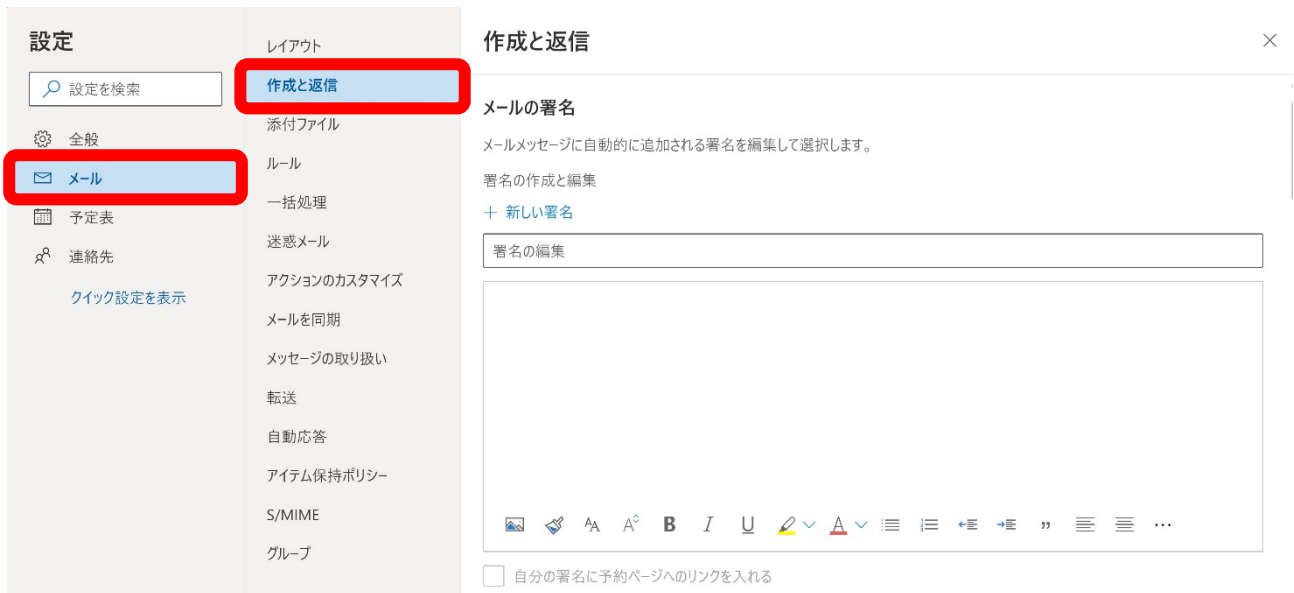 設定
設定を検索
全般
メール
予定表
連絡先
クイック設定を表示
レイアウト
作成と返信
添付ファイル
ルール
一括処理
迷惑メール
アクションのカスタマイズ
メールを同期
メッセージの取り扱い
転送
自動応答
アイテム保持ポリシー
S/MIME
グループ
作成と返信
メールの署名
メールメッセージに自動的に追加される署名を編集して選択します。
署名の作成と編集
＋ 新しい署名
署名の編集
自分の署名に予約ページへのリンクを入れる